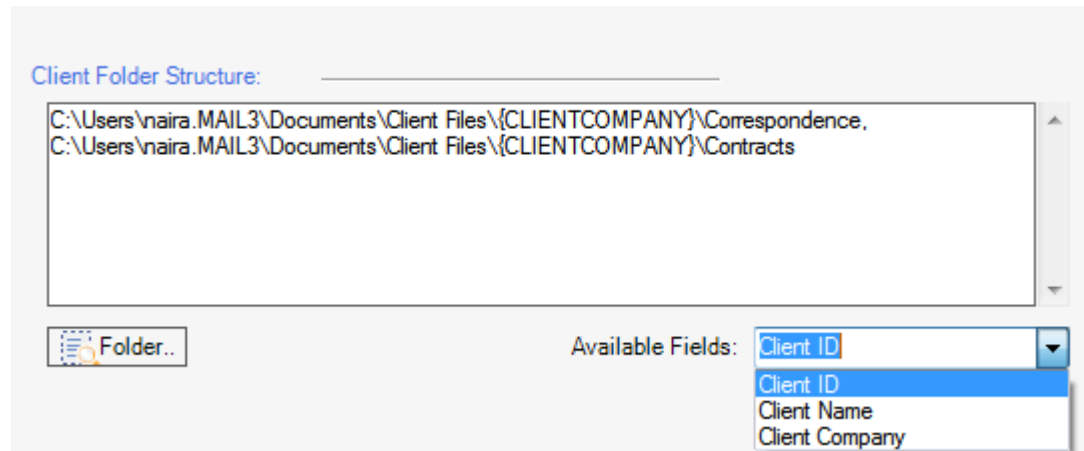 Client Folder Structure:
C:\Users\naira.MAIL3\Documents\Client Files\{CLIENTCOMPANY}\Correspondence,
C:\Users\naira.MAIL3\Documents\Client Files\{CLIENTCOMPANY}\Contracts
Folder..
Available Fields: Client ID
Client ID
Client Name
Client Company